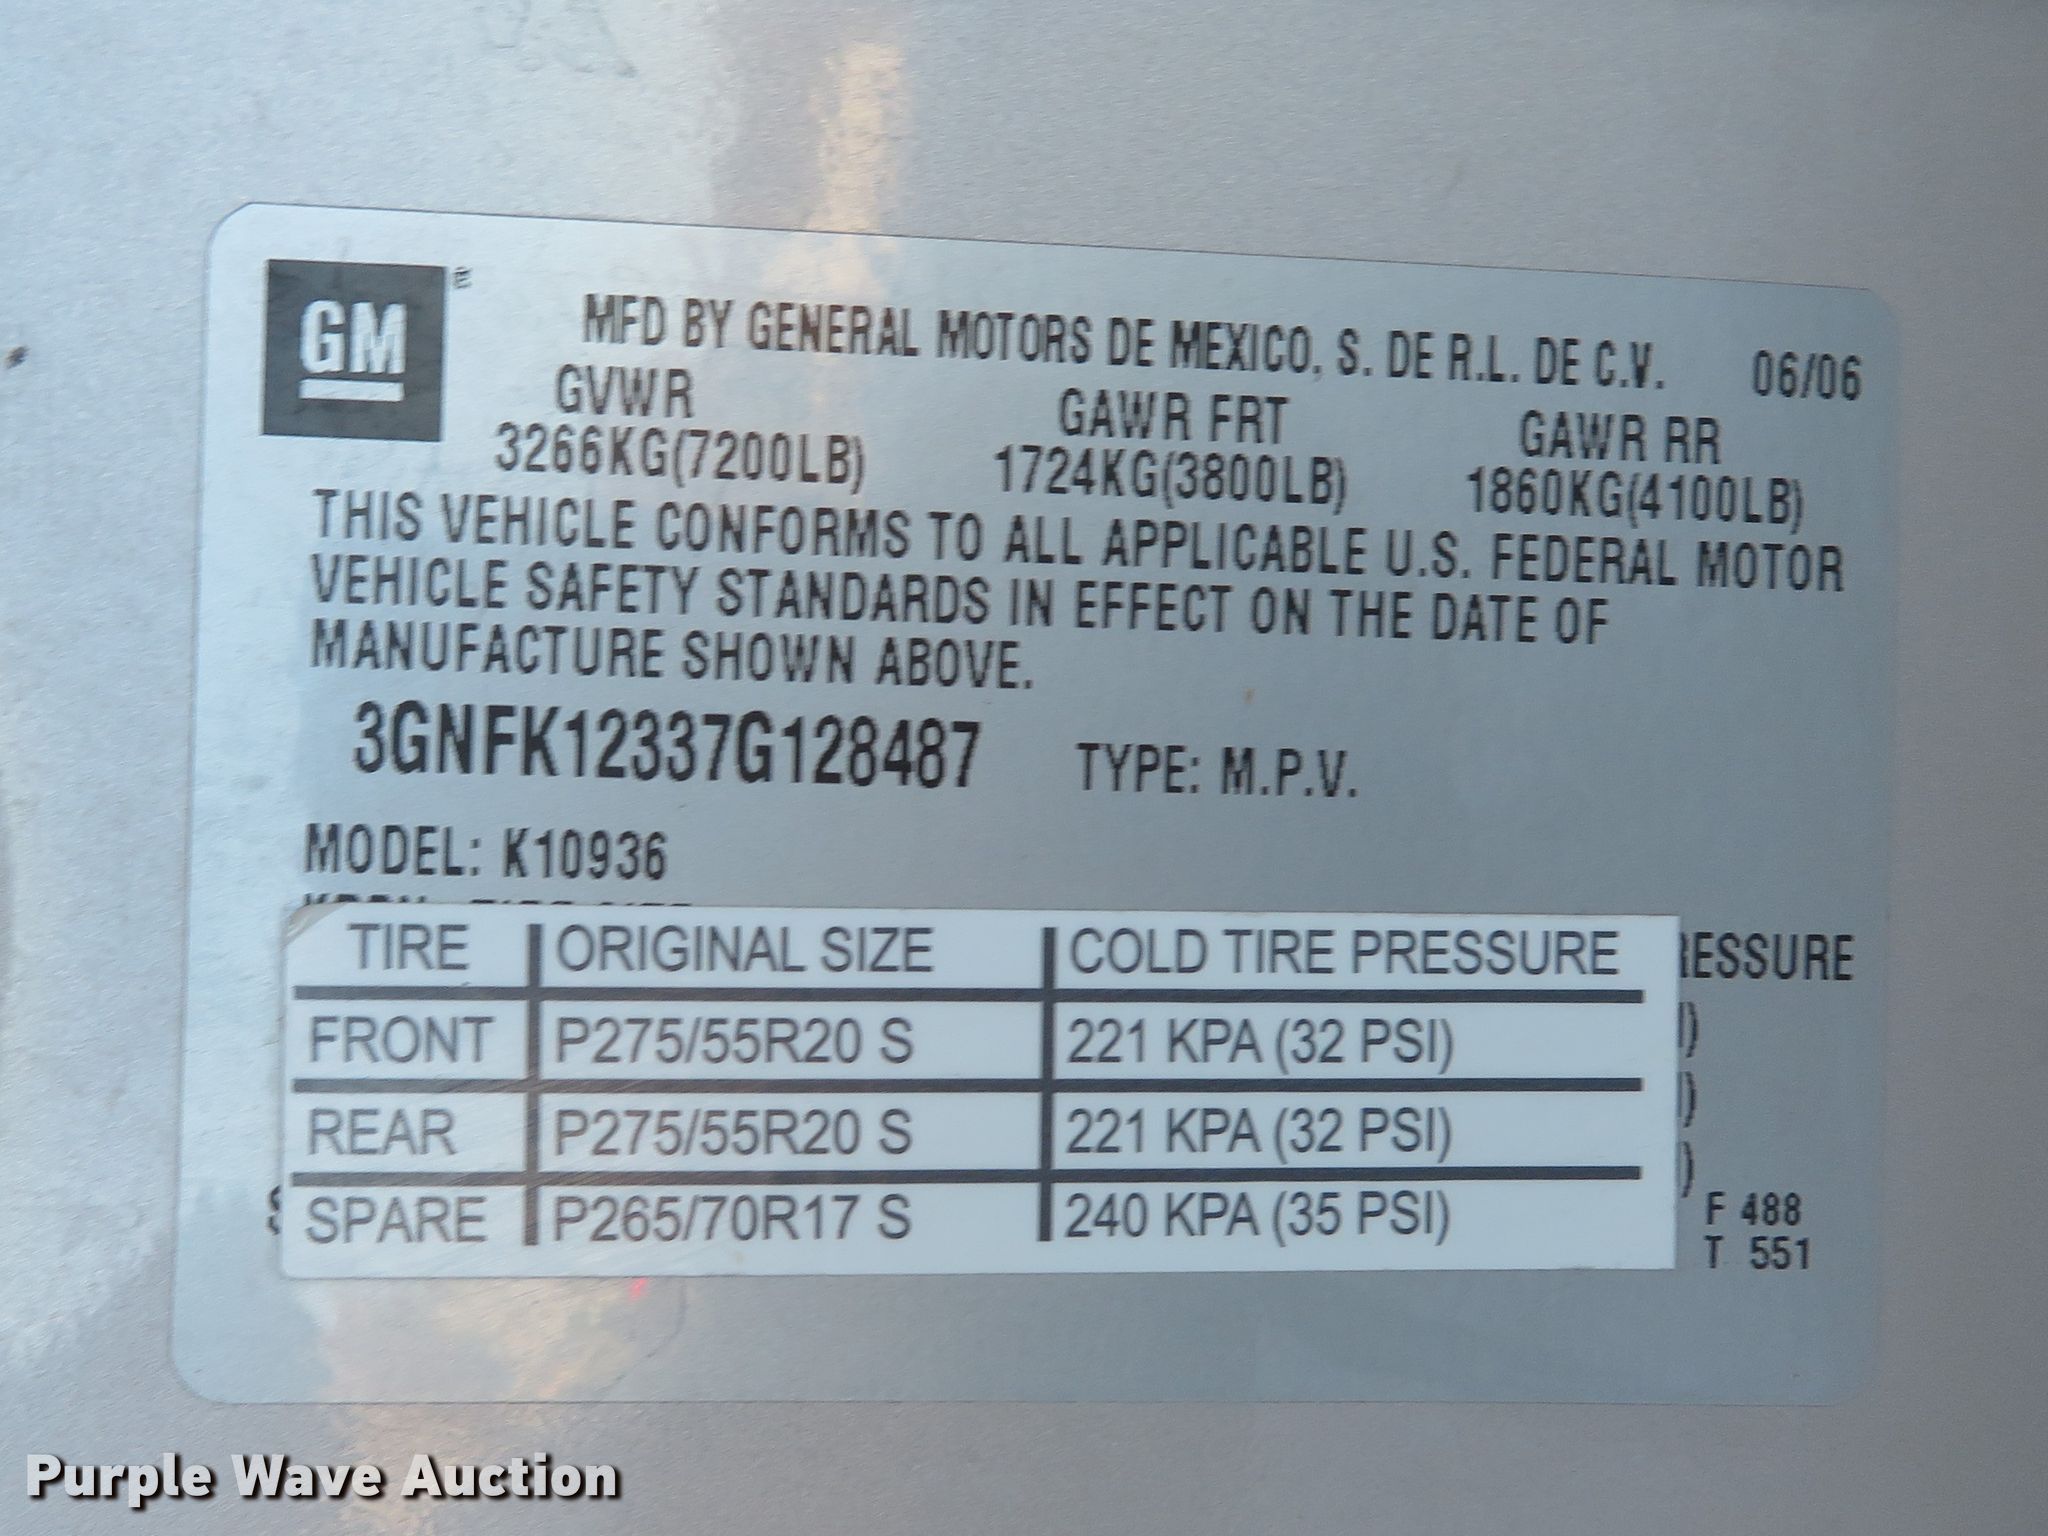 GM
MFD BY GENERAL MOTORS DE MEXICO, S. DE R.L. DE C.V. 06/06
GVWR GAWR FRT GAWR RR
3266KG(7200LB) 1724KG(3800LB) 1860KG(4100LB)
THIS VEHICLE CONFORMS TO ALL APPLICABLE U.S. FEDERAL MOTOR
VEHICLE SAFETY STANDARDS IN EFFECT ON THE DATE OF
MANUFACTURE SHOWN ABOVE.
3GNFK12337G128487 TYPE: M.P.V.
MODEL: K10936
TIRE ORIGINAL SIZE COLD TIRE PRESSURE ESSURE
FRONT P275/55R20 S 221 KPA (32 PSI)
REAR P275/55R20 S 221 KPA (32 PSI)
SPARE P265/70R17 S 240 KPA (35 PSI)
F 488
T 551
Purple Wave Auction